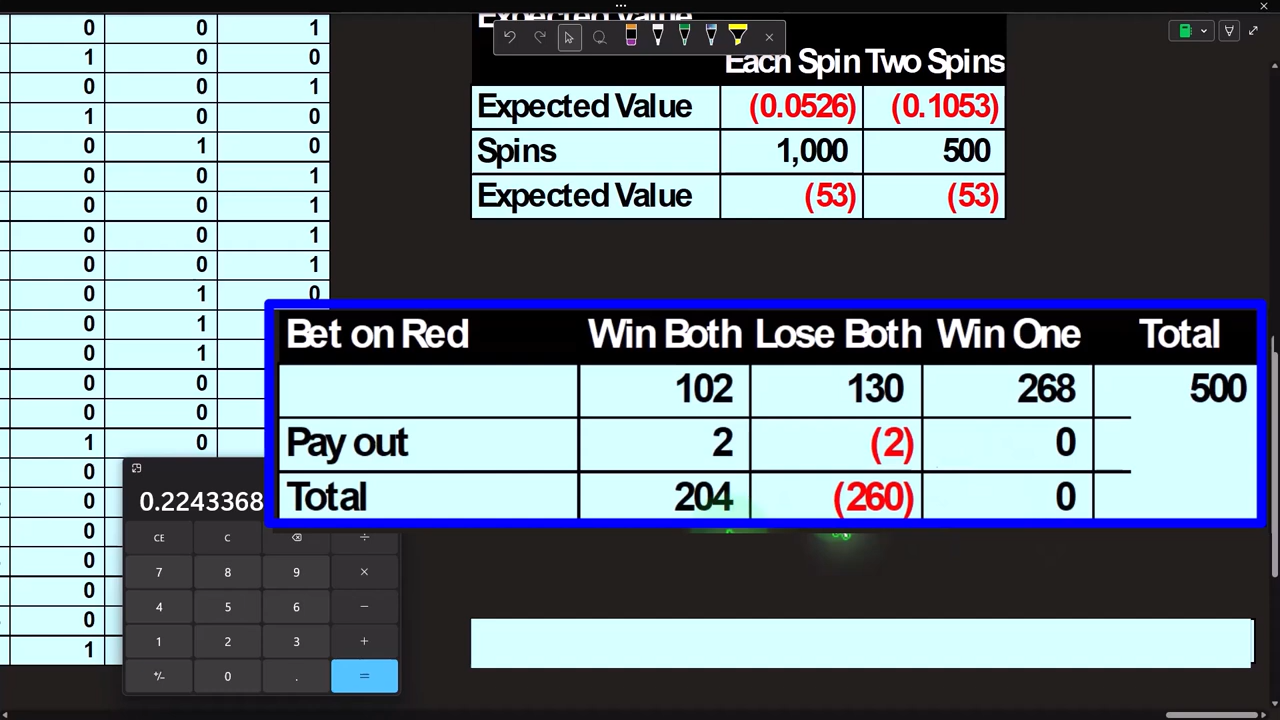 0 0 1
1 0 0
0 0 1
1 0 0
0 1 0
0 0 1
0 0 1
0 0 1
0 0 1
0 1 0
0 1
0 1
0 1
0 0
0 0
1 0
0
0
0
0
0
0
1
Expected Value
Each Spin Two Spins
Expected Value (0.0526) (0.1053)
Spins 1,000 500
Expected Value (53) (53)
Bet on Red Win Both Lose Both Win One Total
102 130 268 500
Pay out 2 (2) 0
Total 204 (260) 0
0.2243368
CE C ÷
7 8 9 ×
4 5 6 −
1 2 3 +
+/− 0 . =